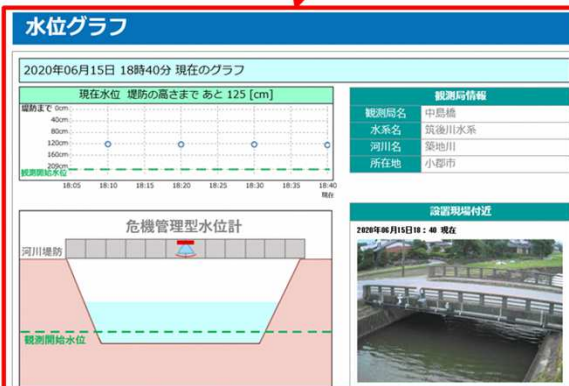 水位グラフ
2020年06月15日 18時40分 現在のグラフ
現在水位 堤防の高さまで あと 125 [cm]
堤防まで 0cm
40cm
80cm
120cm
160cm
209cm
観測開始水位
18:05 18:10 18:15 18:20 18:25 18:30 18:35 18:40
現在
観測局情報
観測局名 中島橋
水系名 筑後川水系
河川名 築地川
所在地 小郡市
危機管理型水位計
河川堤防
観測開始水位
設置現場付近
2020年06月15日18：40 現在